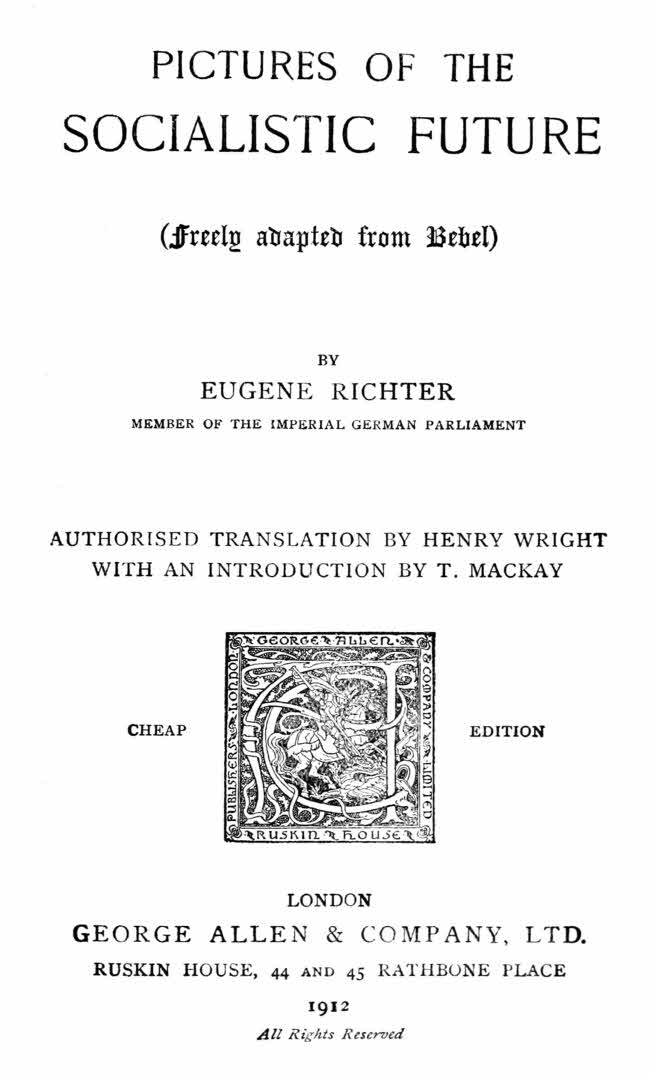 PICTURES OF THE
SOCIALISTIC FUTURE
(Freely adapted from Bebel)
BY
EUGENE RICHTER
MEMBER OF THE IMPERIAL GERMAN PARLIAMENT
AUTHORISED TRANSLATION BY HENRY WRIGHT
WITH AN INTRODUCTION BY T. MACKAY
GEORGE ALLEN
& COMPANY LIMITED
PUBLISHERS LONDON
RUSKIN HOUSE
CHEAP EDITION
LONDON
GEORGE ALLEN & COMPANY, LTD.
RUSKIN HOUSE, 44 AND 45 RATHBONE PLACE
1912
All Rights Reserved